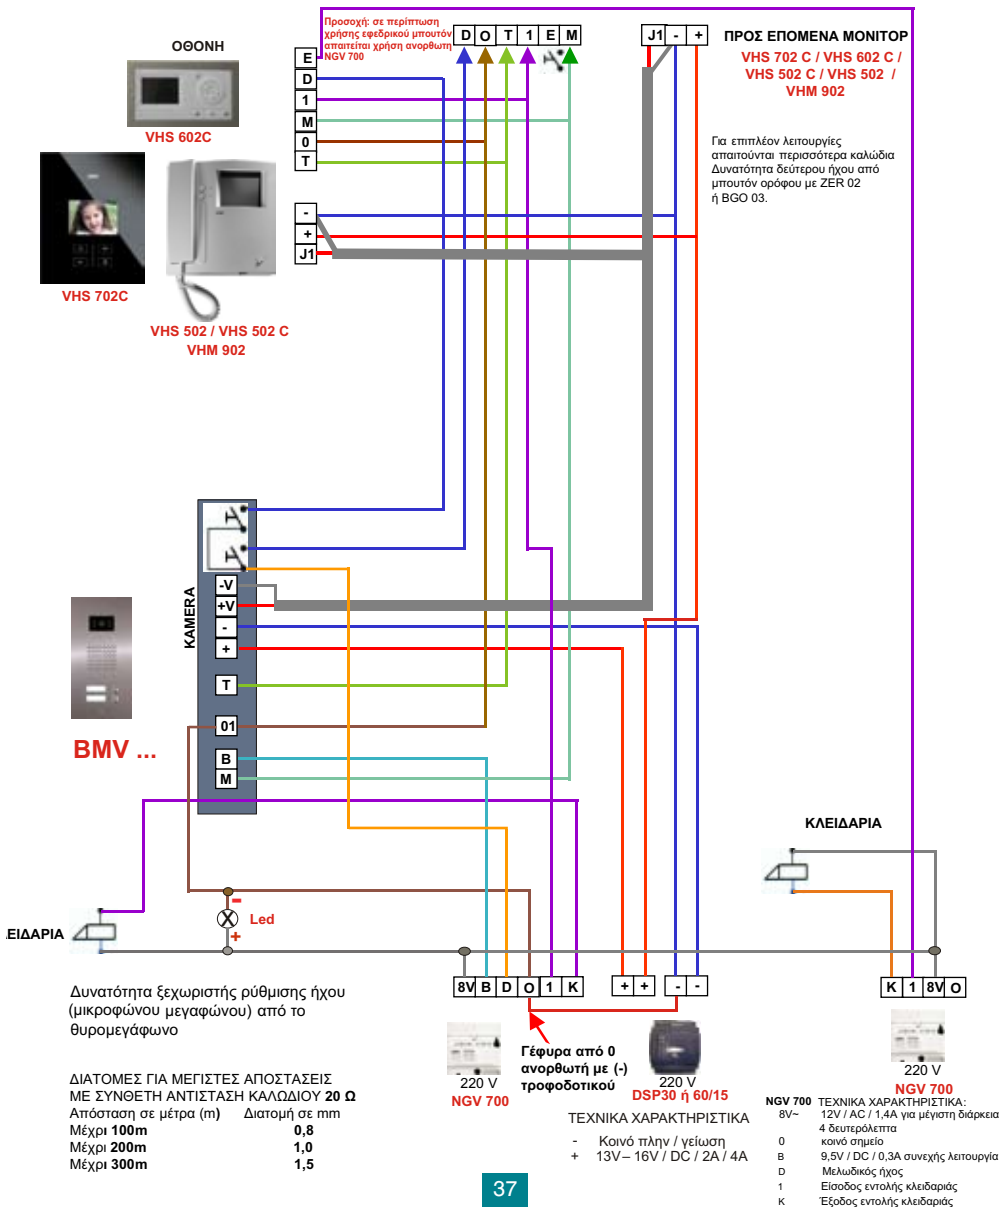 Προσοχή: σε περίπτωση
χρήσης εφεδρικού μπουτόν
απαιτείται χρήση ανορθωτη
NGV 700
D O T 1 E M
J1 - +
ΠΡΟΣ ΕΠΟΜΕΝΑ ΜΟΝΙΤΟΡ
VHS 702 C / VHS 602 C /
VHS 502 C / VHS 502 /
VHM 902
ΟΘΟΝΗ
E
D
1
M
0
T
VHS 602C
Για επιπλέον λειτουργίες
απαιτούνται περισσότερα καλώδια
Δυνατότητα δεύτερου ήχου από
μπουτόν ορόφου με ZER 02
ή BGO 03.
-
+
J1
VHS 702C
VHS 502 / VHS 502 C
VHM 902
KAMERA
-V
+V
-
+
T
01
B
M
BMV ...
ΚΛΕΙΔΑΡΙΑ
- Led
+
ΕΙΔΑΡΙΑ
8V B D O 1 K
+ +
- -
K 1 8V O
Δυνατότητα ξεχωριστής ρύθμισης ήχου
(μικροφώνου μεγαφώνου) από το
θυρομεγάφωνο
Γέφυρα από 0
ανορθωτή με (-)
τροφοδοτικού
220 V
NGV 700
220 V
DSP30 ή 60/15
220 V
NGV 700
ΔΙΑΤΟΜΕΣ ΓΙΑ ΜΕΓΙΣΤΕΣ ΑΠΟΣΤΑΣΕΙΣ
ΜΕ ΣΥΝΘΕΤΗ ΑΝΤΙΣΤΑΣΗ ΚΑΛΩΔΙΟΥ 20 Ω
Απόσταση σε μέτρα (m) Διατομή σε mm
Μέχρι 100m 0,8
Μέχρι 200m 1,0
Μέχρι 300m 1,5
ΤΕΧΝΙΚΑ ΧΑΡΑΚΤΗΡΙΣΤΙΚΑ
- Κοινό πλην / γείωση
+ 13V – 16V / DC / 2A / 4A
NGV 700 ΤΕΧΝΙΚΑ ΧΑΡΑΚΤΗΡΙΣΤΙΚΑ:
8V~ 12V / AC / 1,4A για μέγιστη διάρκεια
4 δευτερόλεπτα
0 κοινό σημείο
B 9,5V / DC / 0,3A συνεχής λειτουργία
D Μελωδικός ήχος
1 Είσοδος εντολής κλειδαριάς
K Έξοδος εντολής κλειδαριάς
37